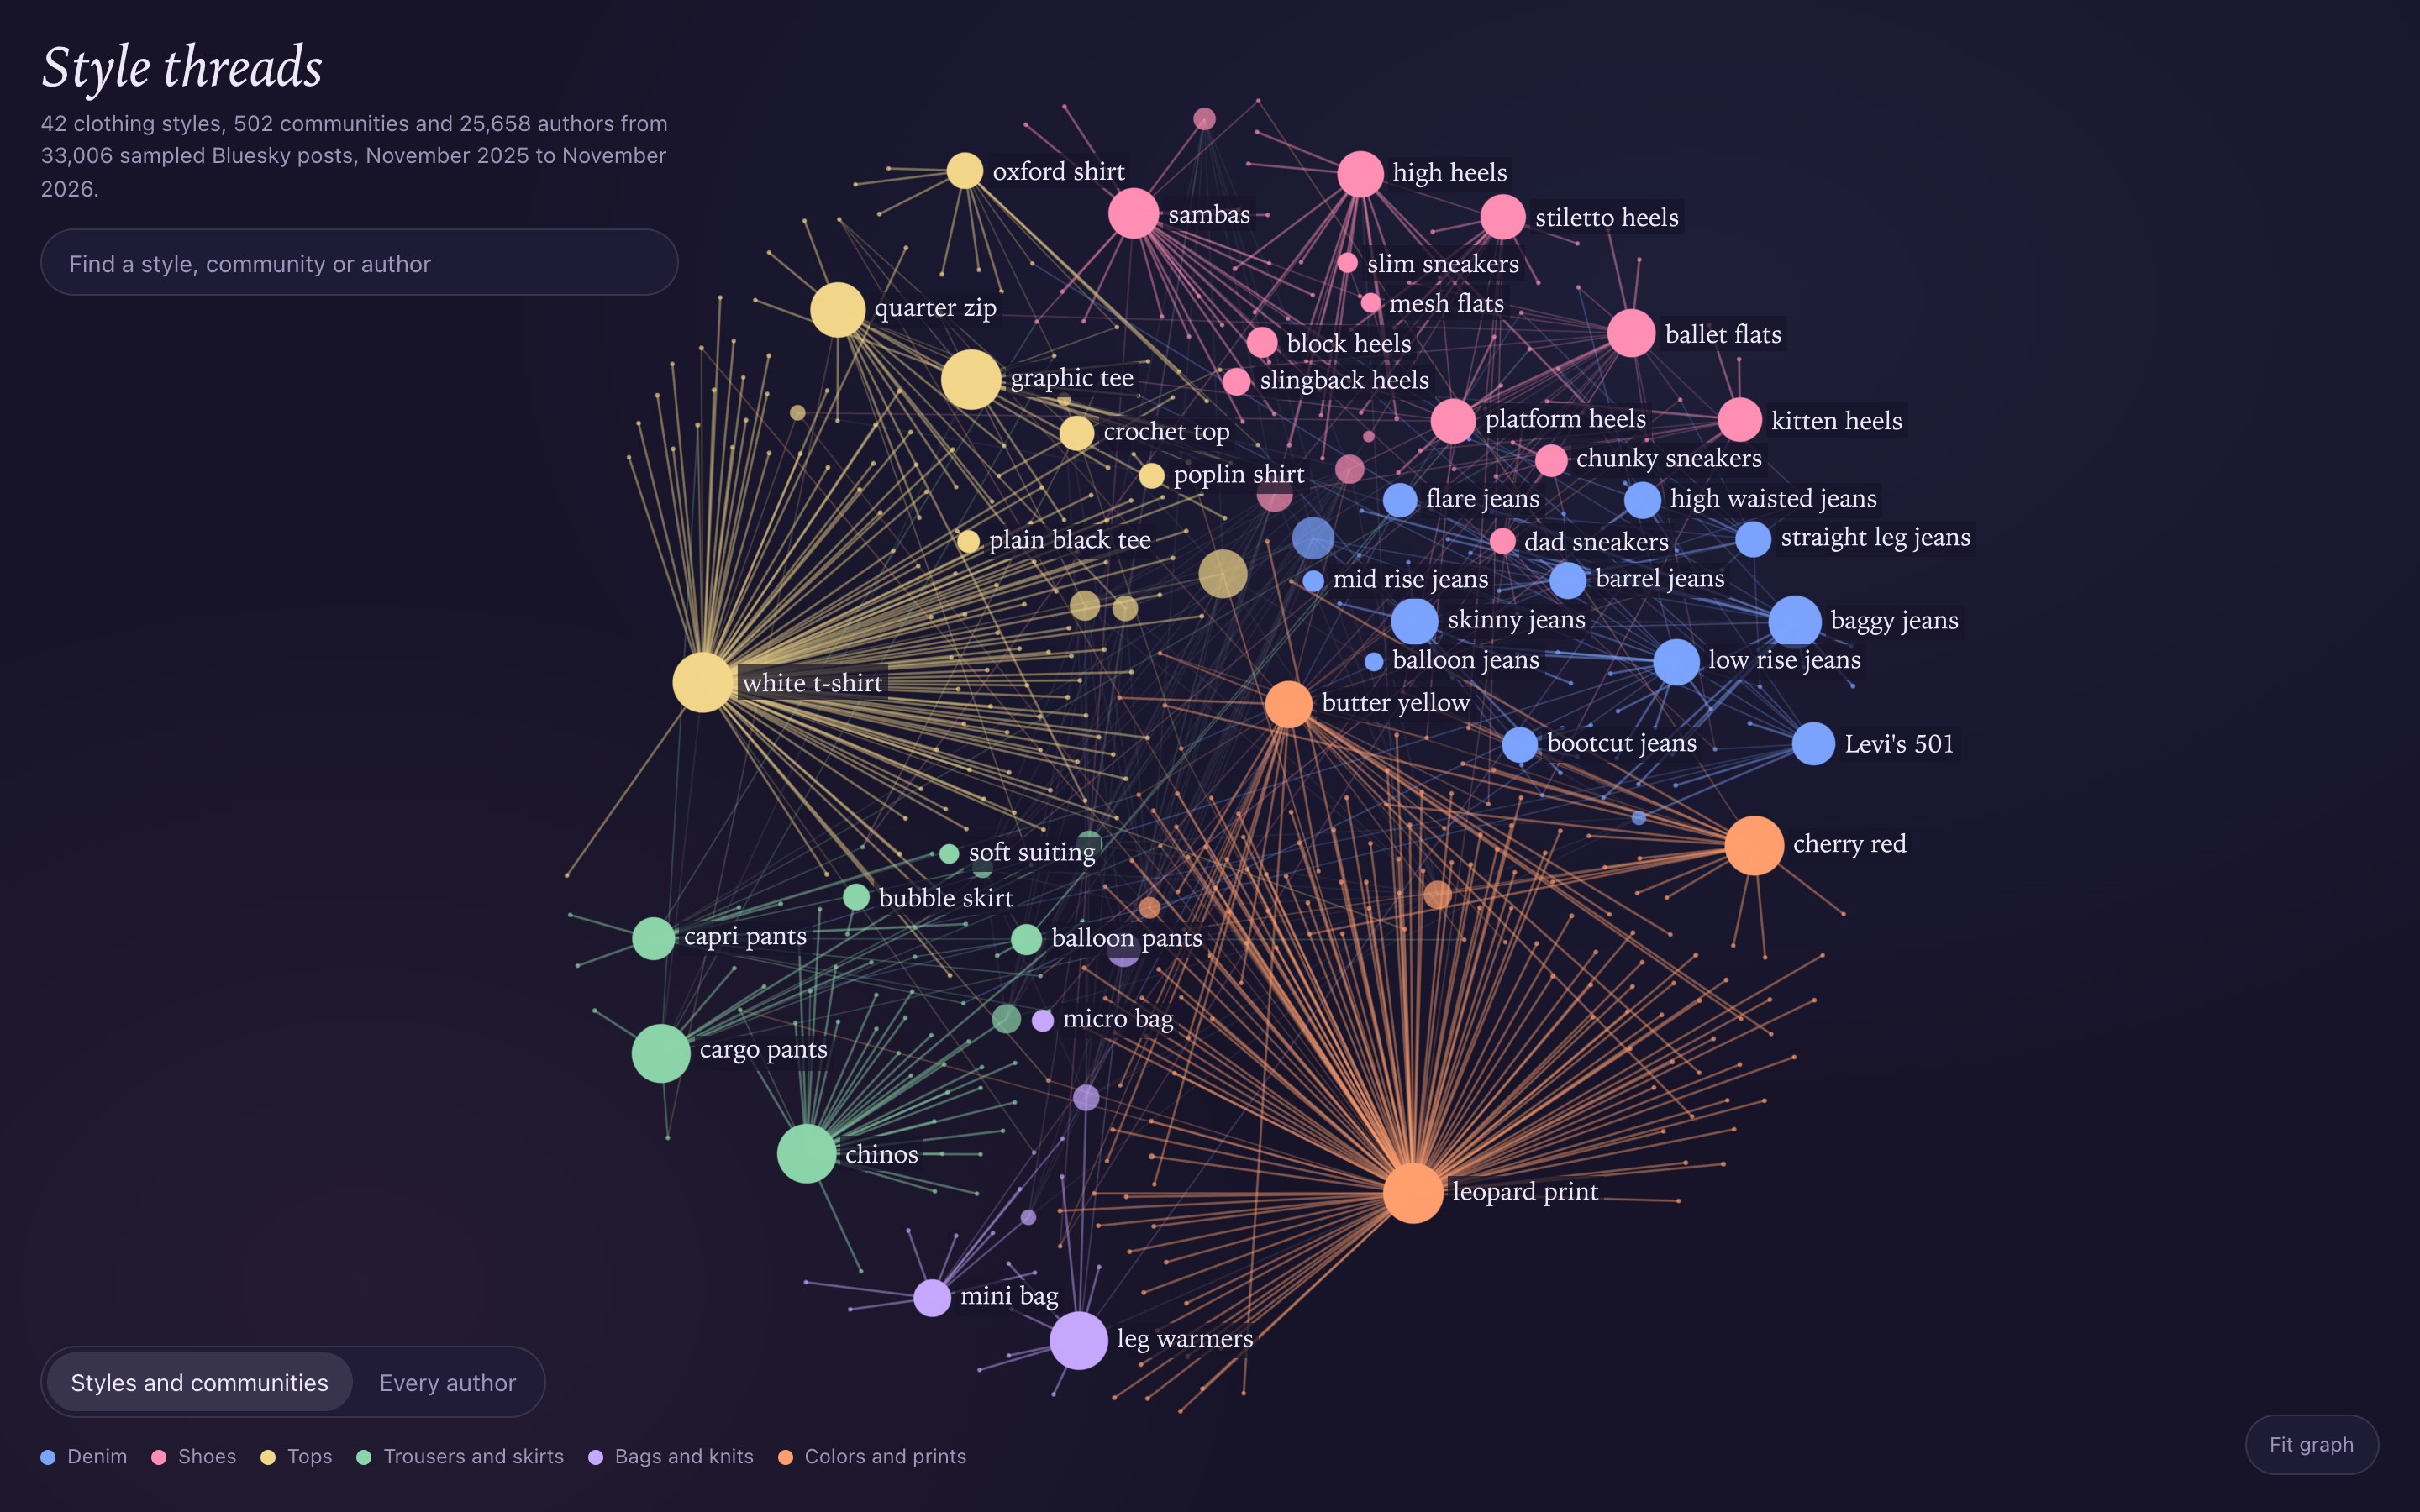 Style threads
42 clothing styles, 502 communities and 25,658 authors from
33,006 sampled Bluesky posts, November 2025 to November
2026.
Find a style, community or author
oxford shirt
sambas
high heels
stiletto heels
slim sneakers
mesh flats
quarter zip
ballet flats
block heels
graphic tee
slingback heels
crochet top
platform heels
kitten heels
chunky sneakers
poplin shirt
flare jeans
high waisted jeans
plain black tee
dad sneakers
straight leg jeans
mid rise jeans
barrel jeans
skinny jeans
baggy jeans
balloon jeans
low rise jeans
white t-shirt
butter yellow
bootcut jeans
Levi's 501
cherry red
soft suiting
bubble skirt
capri pants
balloon pants
micro bag
cargo pants
chinos
leopard print
mini bag
leg warmers
Styles and communities
Every author
Denim
Shoes
Tops
Trousers and skirts
Bags and knits
Colors and prints
Fit graph